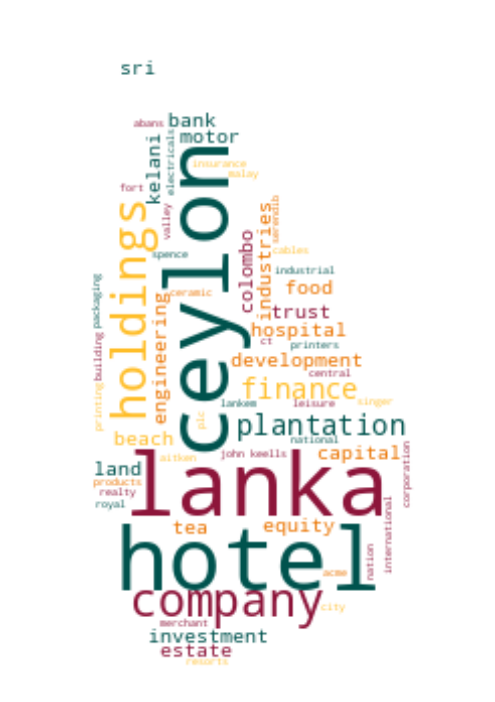 sri
abans
bank
motor
electricals
kelani
insurance
malay
fort
ceylon
holdings
valley
serendib
industries
colombo
spence
cables
industrial
packaging
ceramic
food
engineering
trust
hospital
ct
printers
building
development
central
finance
printing
lankem
leisure
singer
plc
plantation
beach
national
john keells
capital
aitken
land
lanka
corporation
products
realty
royal
international
tea
equity
hotel
nation
acme
company
city
merchant
investment
estate
resorts